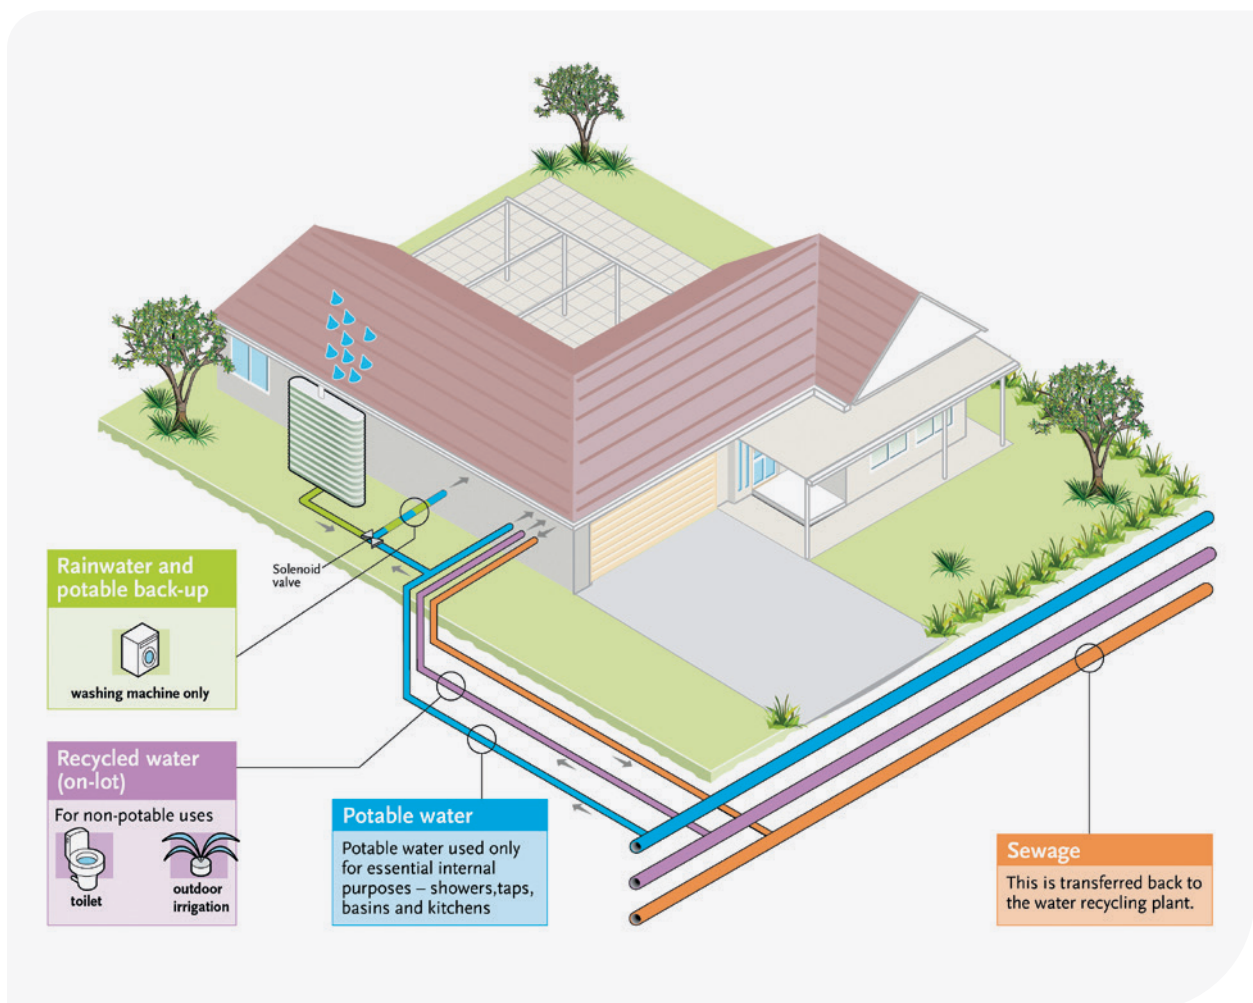 Rainwater and
potable back-up
washing machine only
Solenoid
valve
Recycled water
(on-lot)
For non-potable uses
toilet
outdoor
irrigation
Potable water
Potable water used only
for essential internal
purposes – showers,taps,
basins and kitchens
Sewage
This is transferred back to
the water recycling plant.